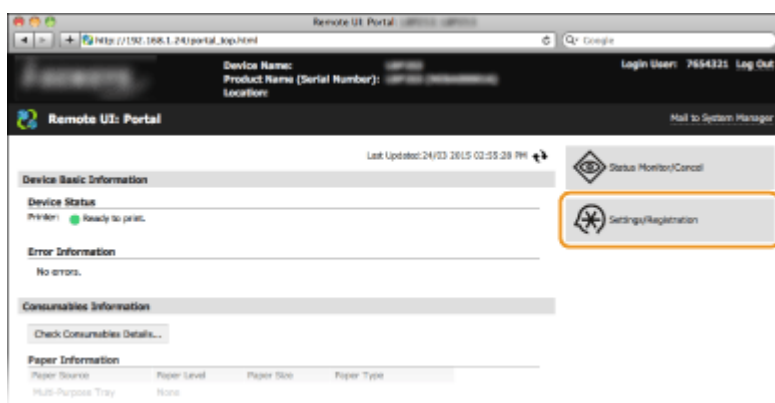 Remote UI: Portal
http://192.168.1.24/portal_top.html
Google
Device Name:
Product Name (Serial Number):
Location:
Login User: 7654321 Log Out
Remote UI: Portal
Mail to System Manager
Last Updated:24/03 2015 02:55:28 PM
Status Monitor/Cancel
Device Basic Information
Device Status
Printer: Ready to print.
Settings/Registration
Error Information
No errors.
Consumables Information
Check Consumables Details...
Paper Information
Paper Source Paper Level Paper Size Paper Type
Multi-Purpose Tray None